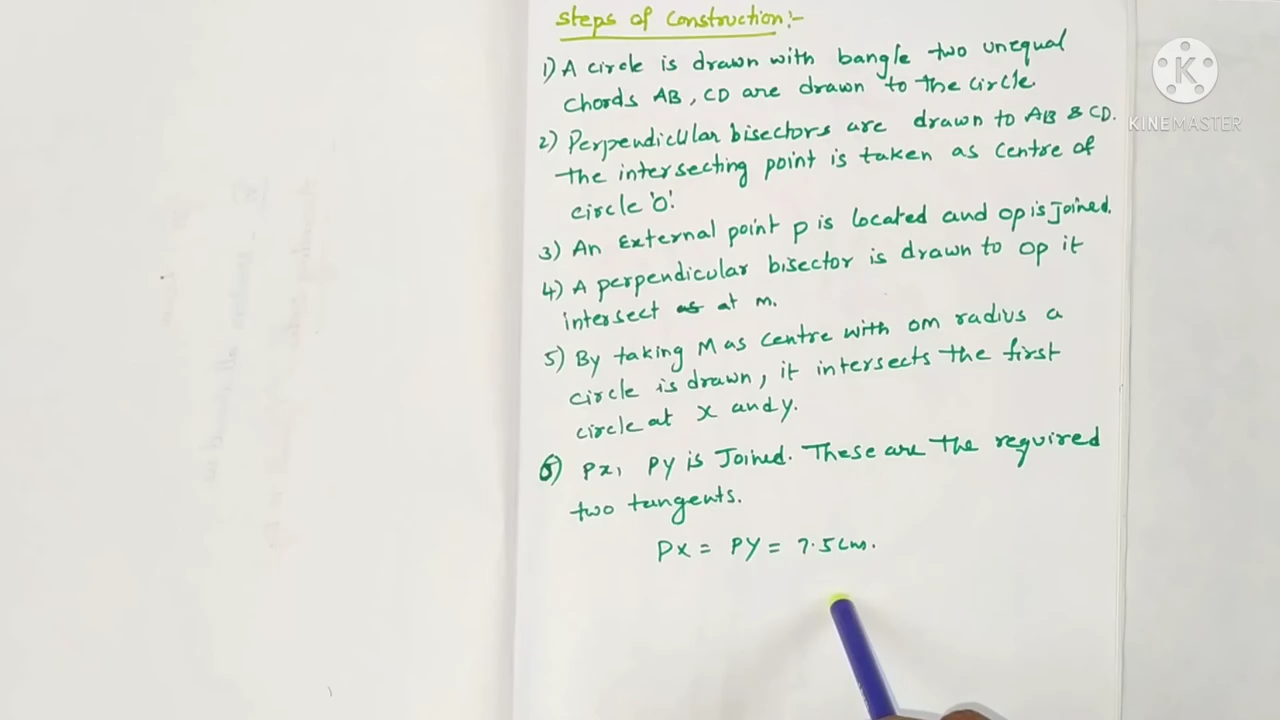 Steps of Construction:-
1) A circle is drawn with bangle two unequal
chords AB, CD are drawn to the circle.
2) Perpendicular bisectors are drawn to AB & CD.
the intersecting point is taken as centre of
circle 'O'.
3) An External point p is located and op is Joined.
4) A perpendicular bisector is drawn to op it
intersect at m.
5) By taking M as centre with om radius a
circle is drawn, it intersects the first
circle at x and y.
6) Px, PY is Joined. These are the required
two tangents.
Px = PY = 7.5cm.
KINEMASTER